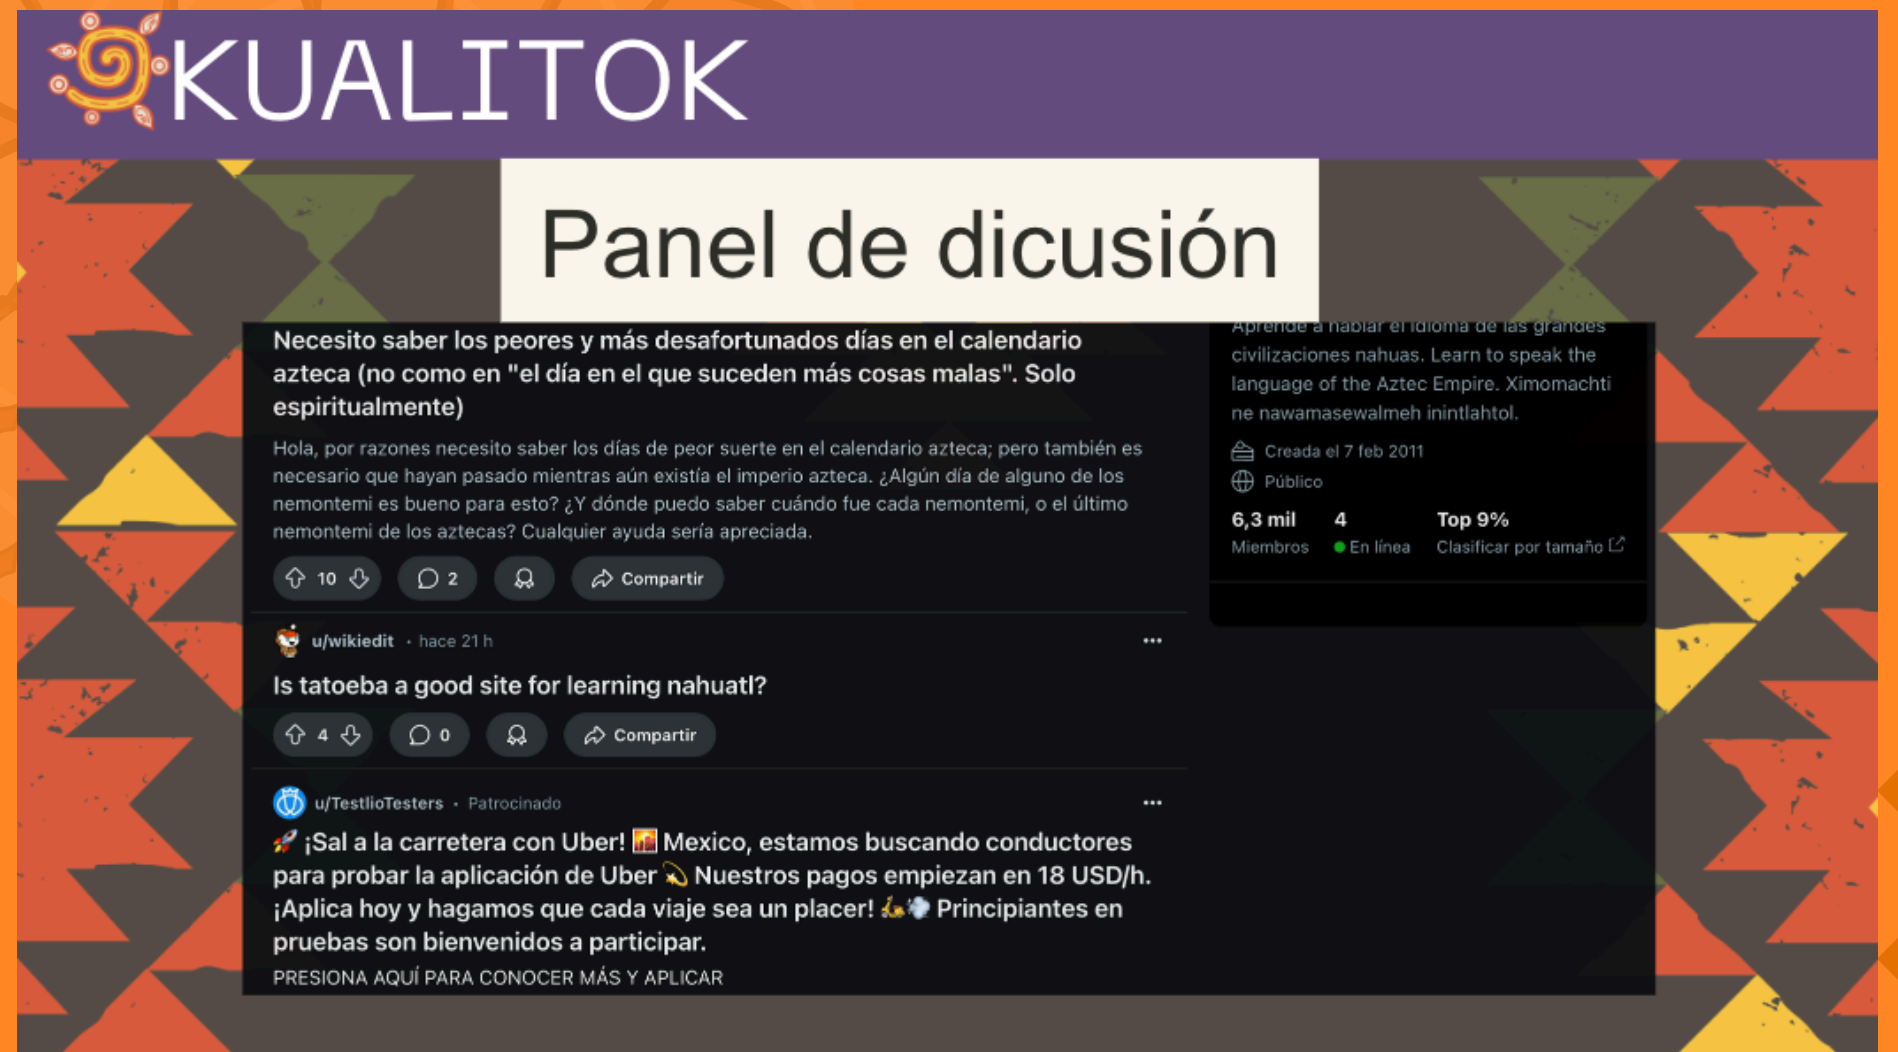 KUALITOK
Panel de dicusión
Necesito saber los peores y más desafortunados días en el calendario
azteca (no como en "el día en el que suceden más cosas malas". Solo
espiritualmente)
Hola, por razones necesito saber los días de peor suerte en el calendario azteca; pero también es
necesario que hayan pasado mientras aún existía el imperio azteca. ¿Algún día de alguno de los
nemontemi es bueno para esto? ¿Y dónde puedo saber cuándo fue cada nemontemi, o el último
nemontemi de los aztecas? Cualquier ayuda sería apreciada.
10 2 Compartir
u/wikiedit · hace 21 h
Is tatoeba a good site for learning nahuatl?
4 0 Compartir
u/TestlioTesters · Patrocinado
🚀 ¡Sal a la carretera con Uber! 🌇 Mexico, estamos buscando conductores
para probar la aplicación de Uber 💫 Nuestros pagos empiezan en 18 USD/h.
¡Aplica hoy y hagamos que cada viaje sea un placer! 🛵💨 Principiantes en
pruebas son bienvenidos a participar.
PRESIONA AQUÍ PARA CONOCER MÁS Y APLICAR
Aprende a hablar el idioma de las grandes
civilizaciones nahuas. Learn to speak the
language of the Aztec Empire. Ximomachti
ne nawamasewalmeh inintlahtol.
Creada el 7 feb 2011
Público
6,3 mil 4 Top 9%
Miembros En línea Clasificar por tamaño